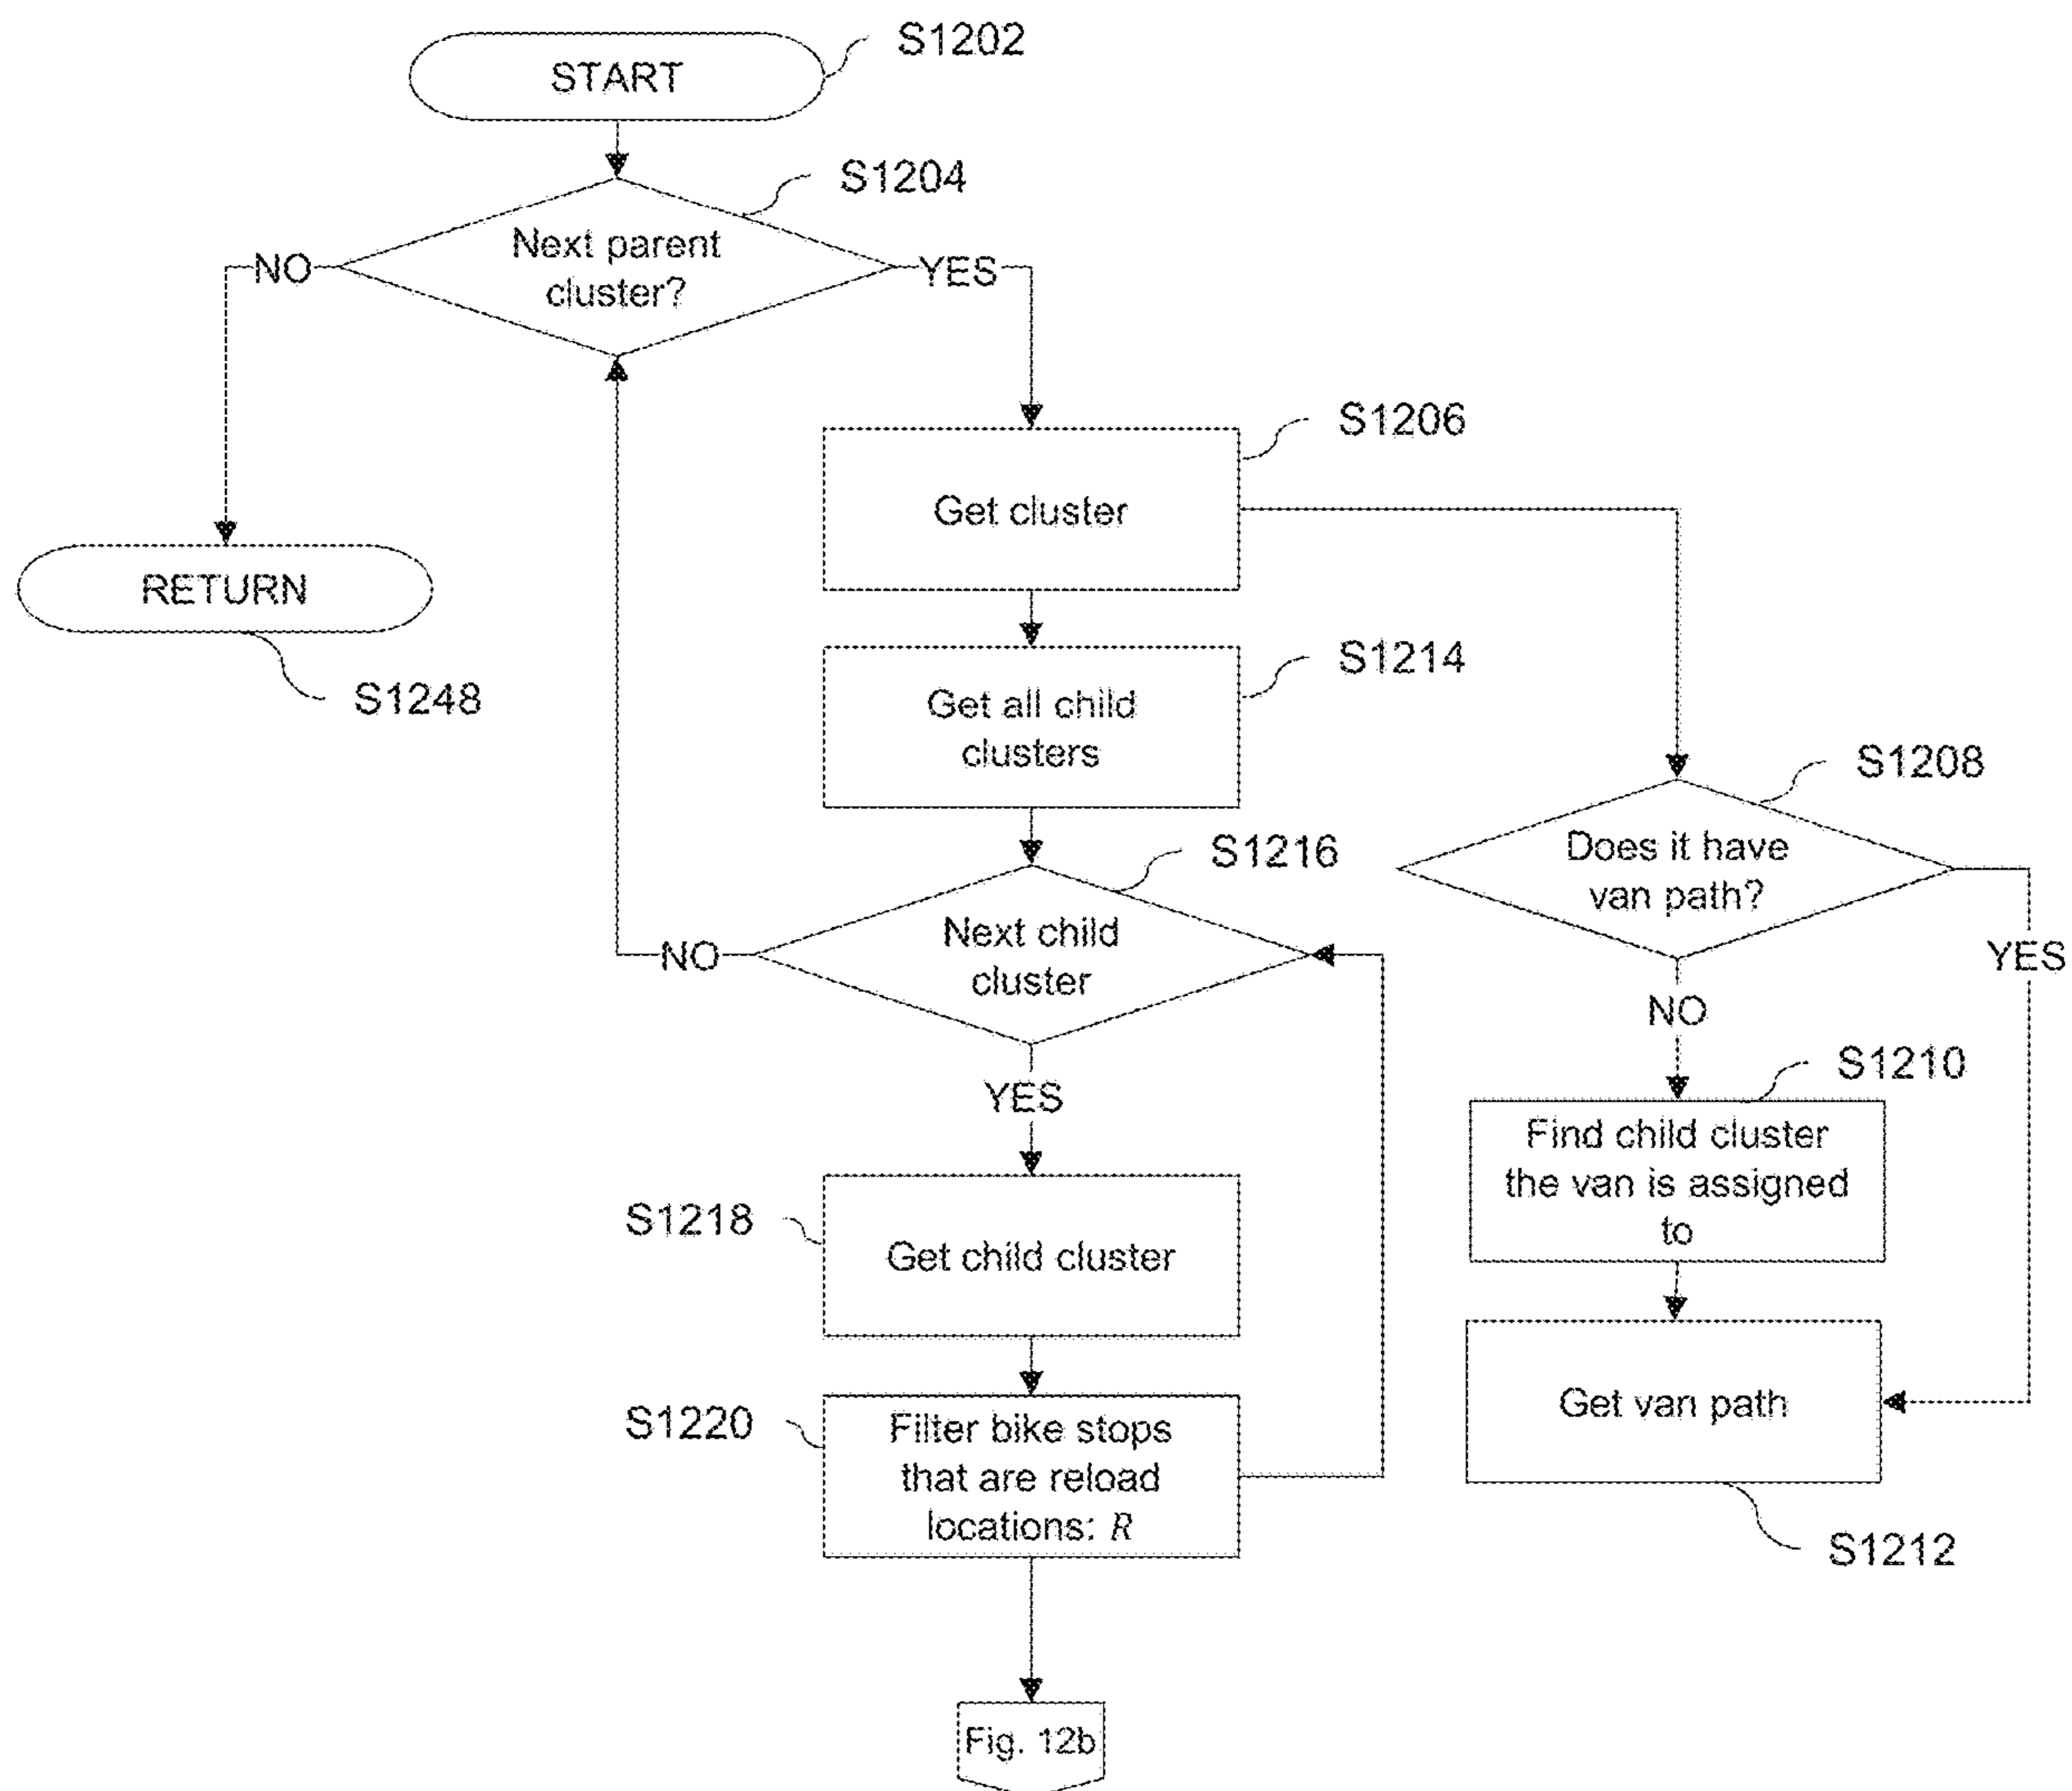 S1202
START
S1204
Next parent
cluster?
NO
YES
S1206
Get cluster
RETURN
S1248
S1214
Get all child
clusters
S1208
Does it have
van path?
S1216
Next child
cluster
NO
YES
NO
YES
S1210
Find child cluster
the van is assigned
to
S1218
Get child cluster
Get van path
S1220
Filter bike stops
that are reload
locations: R
S1212
Fig. 12b